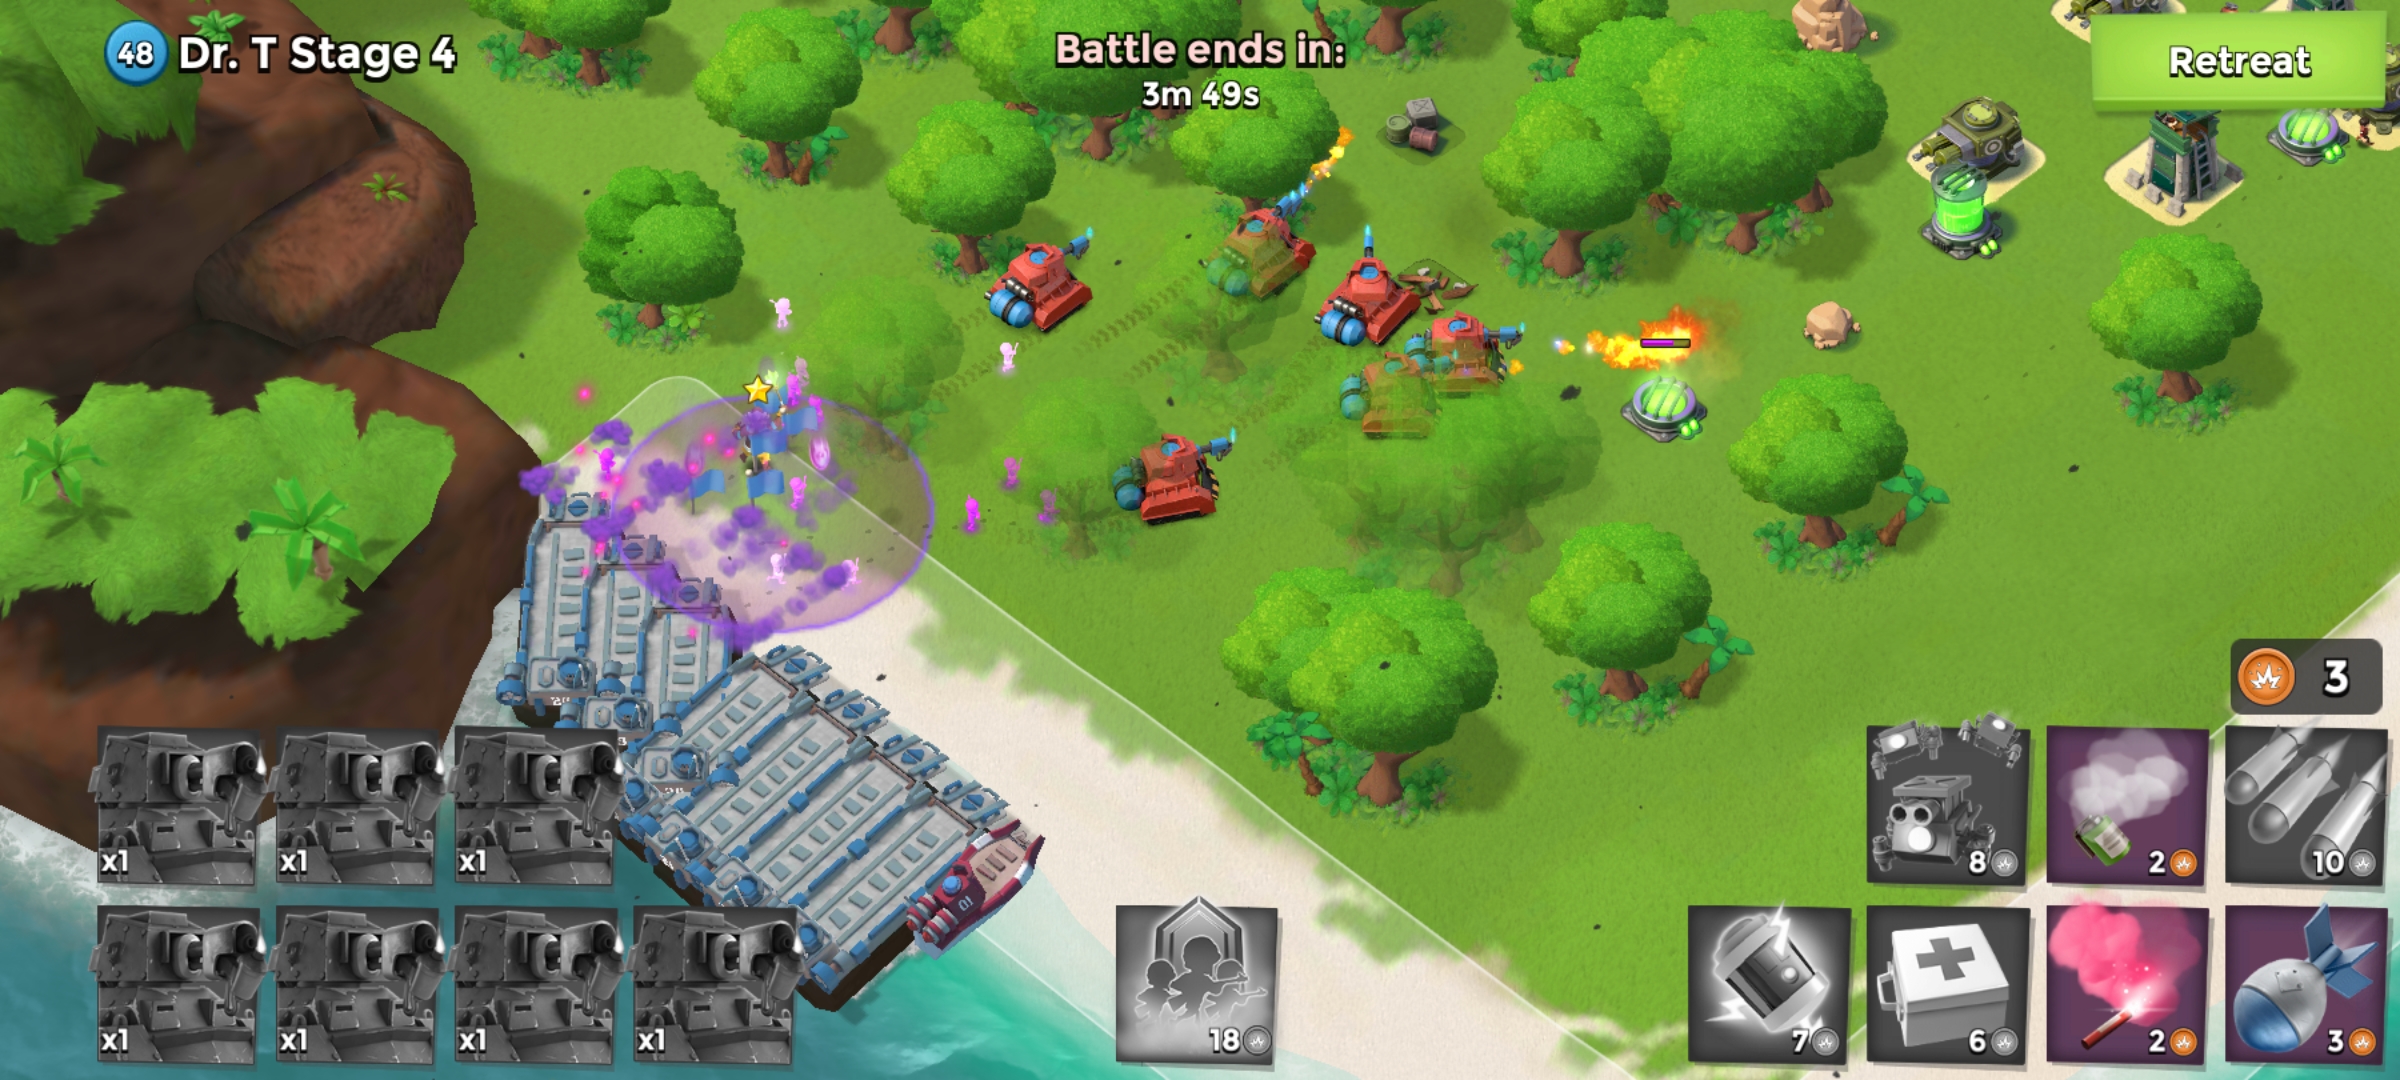 48 Dr. T Stage 4
Battle ends in:
3m 49s
Retreat
3
x1 x1 x1
8 2 10
x1 x1 x1 x1
18
7 6 2 3
01